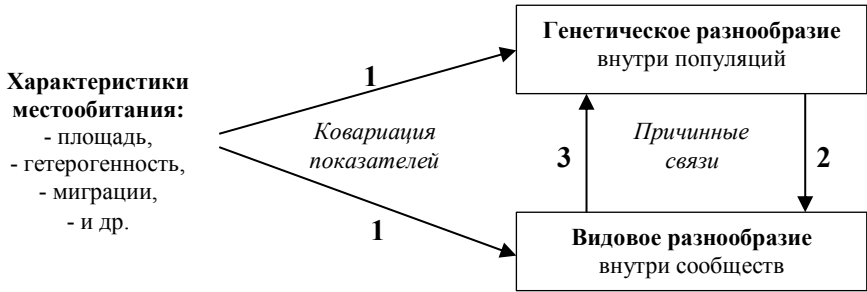 Характеристики
местообитания:
- площадь,
- гетерогенность,
- миграции,
- и др.
1
Ковариация
показателей
1
Генетическое разнообразие
внутри популяций
3
Причинные
связи
2
Видовое разнообразие
внутри сообществ